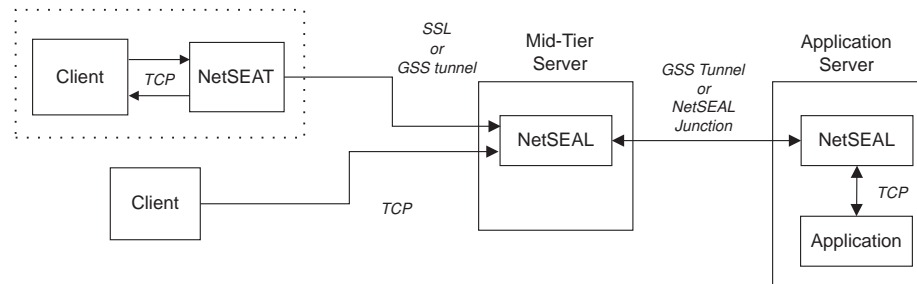 SSL
or
GSS tunnel
Mid-Tier
Server
Application
Server
Client
TCP
NetSEAT
GSS Tunnel
or
NetSEAL
Junction
NetSEAL
NetSEAL
Client
TCP
TCP
Application